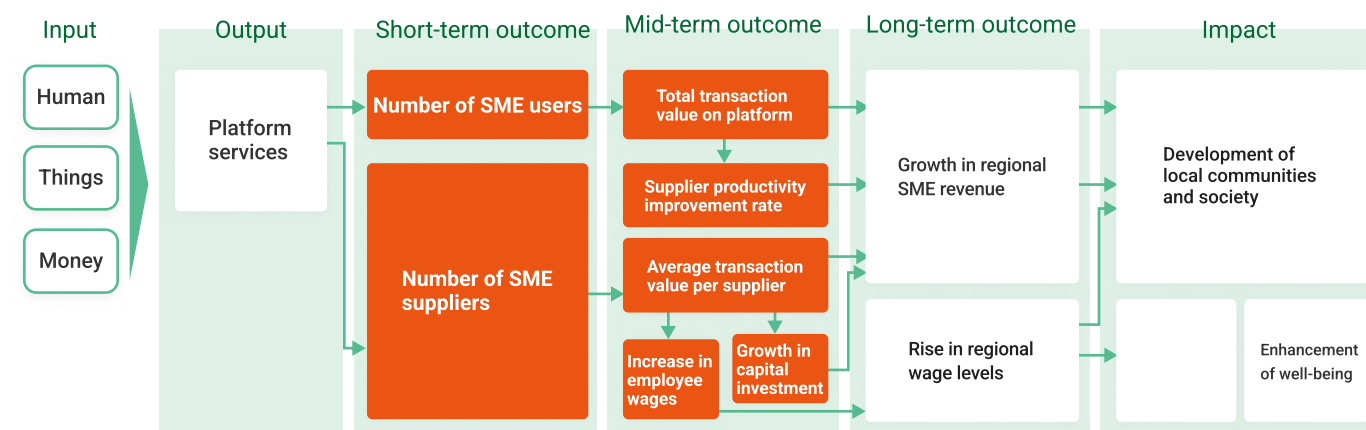 Input
Output
Short-term outcome
Mid-term outcome
Long-term outcome
Impact
Human
Things
Money
Platform
services
Number of SME users
Number of SME
suppliers
Total transaction
value on platform
Supplier productivity
improvement rate
Average transaction
value per supplier
Increase in
employee
wages
Growth in
capital
investment
Growth in regional
SME revenue
Rise in regional
wage levels
Development of
local communities
and society
Enhancement
of well-being